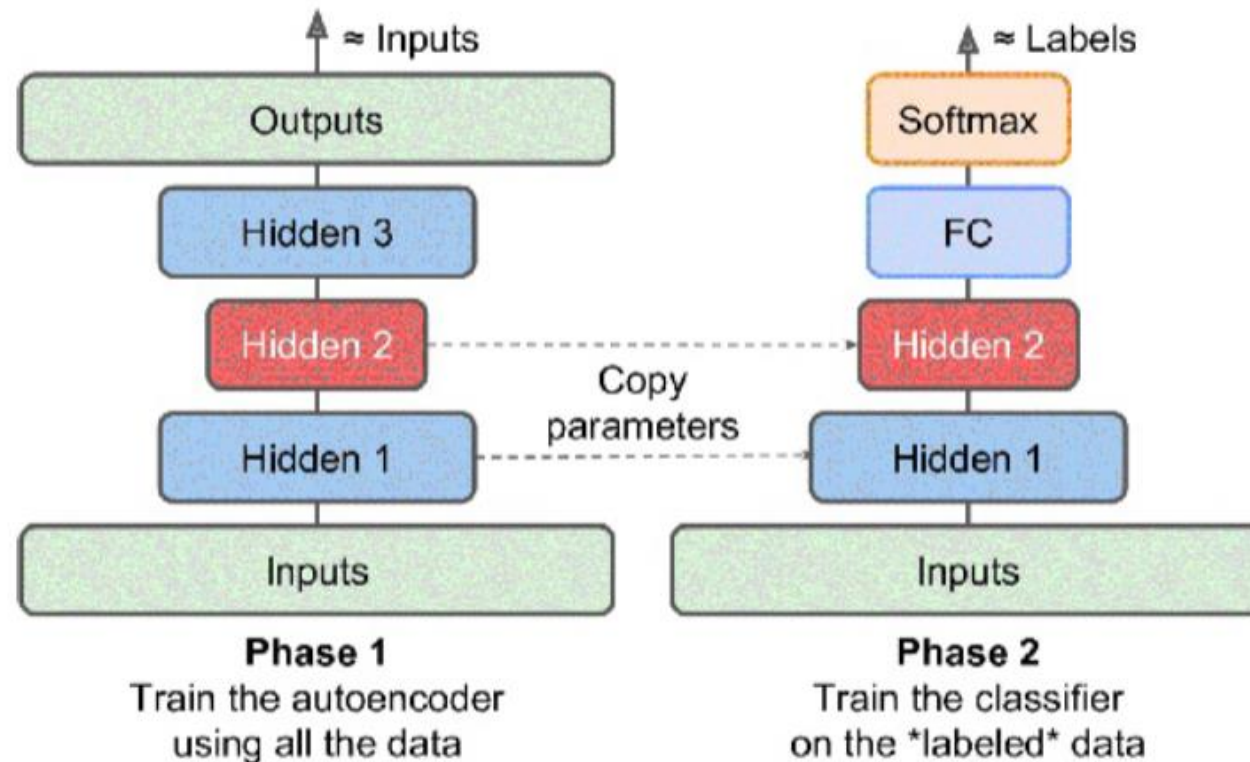 ≈ Inputs
Outputs
Hidden 3
Hidden 2
Hidden 1
Inputs
Phase 1
Train the autoencoder
using all the data
Copy
parameters
≈ Labels
Softmax
FC
Hidden 2
Hidden 1
Inputs
Phase 2
Train the classifier
on the *labeled* data